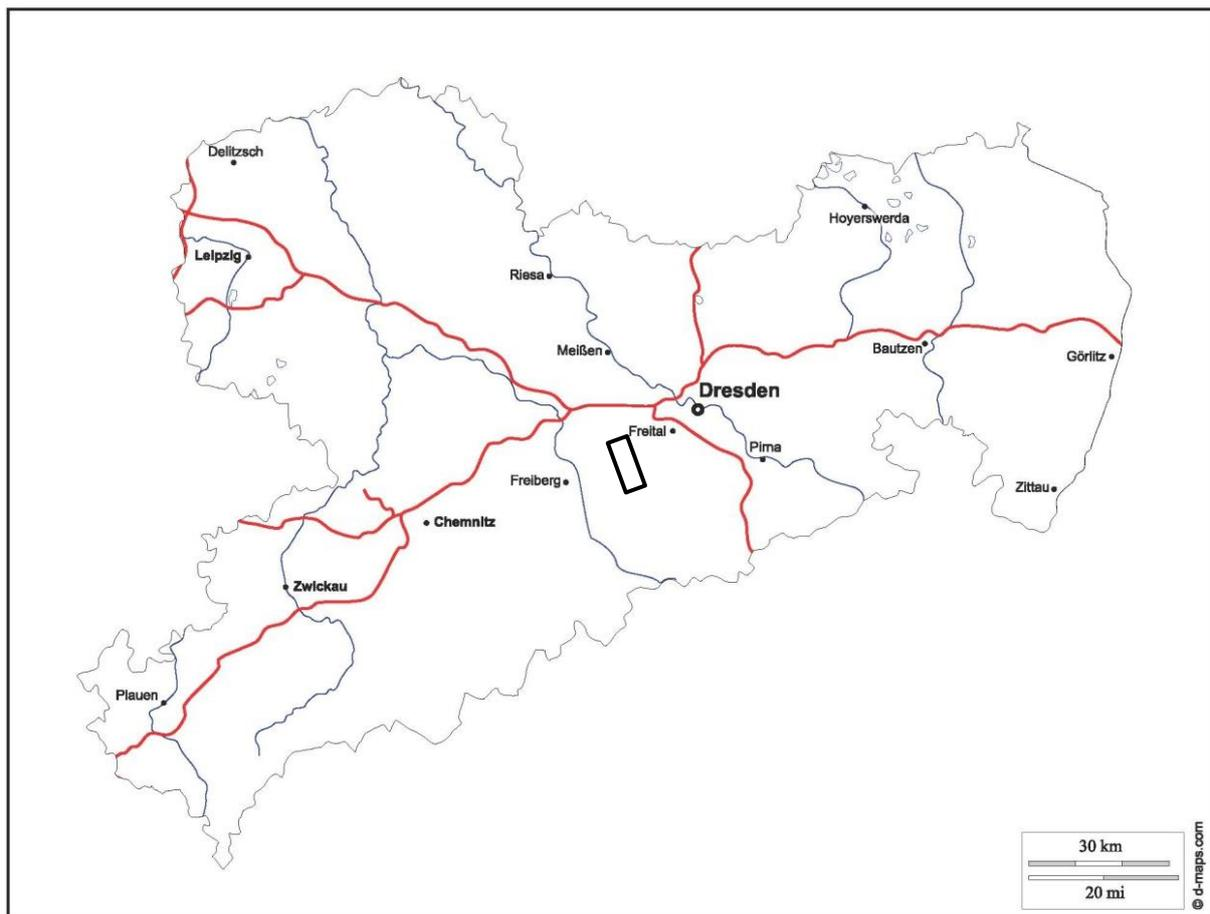 Delitzsch
Hoyerswerda
Leipzig
Riesa
Meißen
Bautzen
Görlitz
Dresden
Freital
Pirna
Freiberg
Zittau
Chemnitz
Zwickau
Plauen
30 km
20 mi
© d-maps.com